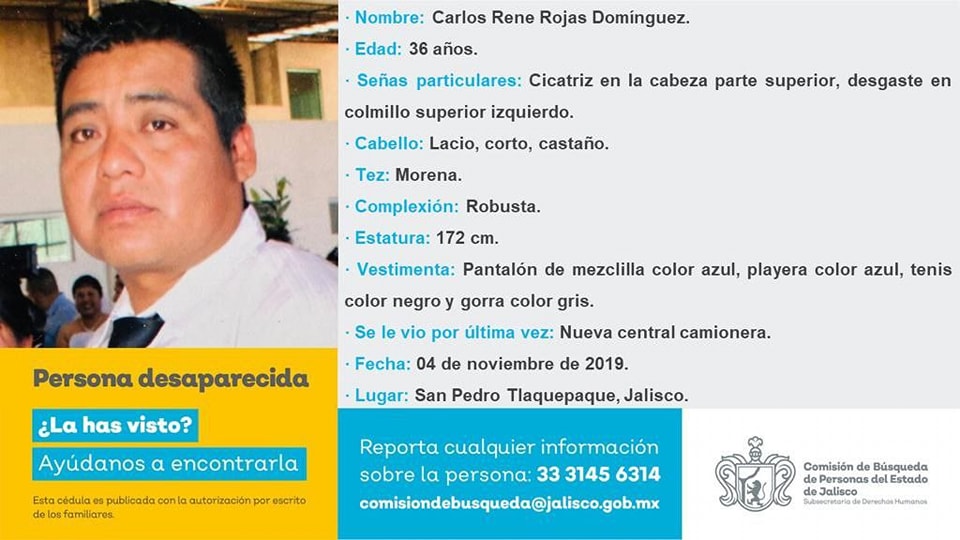 · Nombre: Carlos Rene Rojas Domínguez.
· Edad: 36 años.
· Señas particulares: Cicatriz en la cabeza parte superior, desgaste en
colmillo superior izquierdo.
· Cabello: Lacio, corto, castaño.
· Tez: Morena.
· Complexión: Robusta.
· Estatura: 172 cm.
· Vestimenta: Pantalón de mezclilla color azul, playera color azul, tenis
color negro y gorra color gris.
· Se le vio por última vez: Nueva central camionera.
· Fecha: 04 de noviembre de 2019.
· Lugar: San Pedro Tlaquepaque, Jalisco.
Persona desaparecida
¿La has visto?
Ayúdanos a encontrarla
Esta cédula es publicada con la autorización por escrito
de los familiares.
Reporta cualquier información
sobre la persona: 33 3145 6314
comisiondebusqueda@jalisco.gob.mx
Comisión de Búsqueda
de Personas del Estado
de Jalisco
Subsecretaría de Derechos Humanos